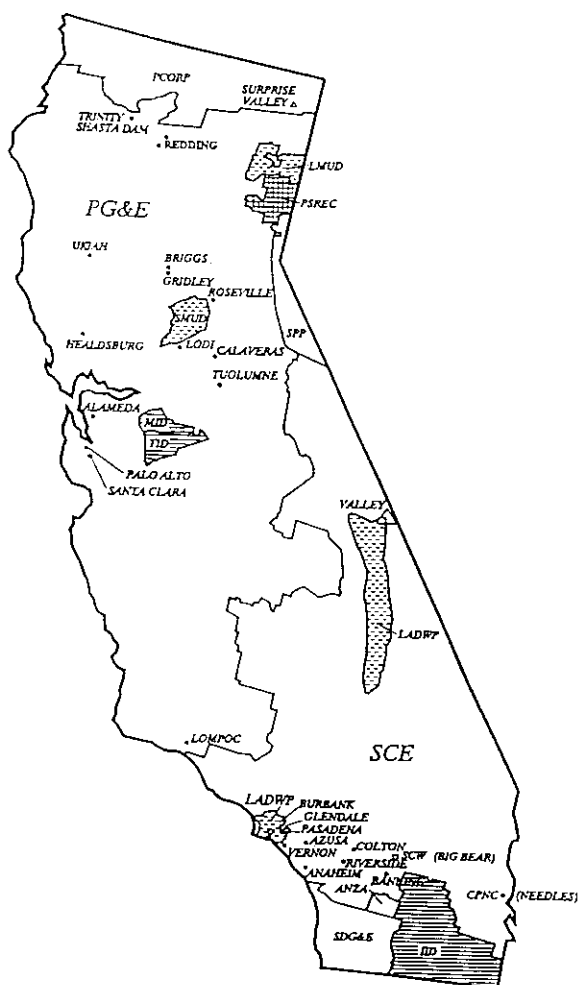 PCORP
SURPRISE
VALLEY
TRINITY
SHASTA DAM
REDDING
LMUD
PSREC
PG&E
UKIAH
BRIGGS
GRIDLEY
ROSEVILLE
SMUD
SPP
HEALDSBURG
LODI
CALAVERAS
TUOLUMNE
ALAMEDA
MID
TID
PALO ALTO
SANTA CLARA
VALLEY
LADWP
LOMPOC
SCE
LADWP
BURBANK
GLENDALE
PASADENA
AZUSA
COLTON
VERNON
SCW (BIG BEAR)
RIVERSIDE
ANAHEIM
BANNING
ANZA
CPNC (NEEDLES)
SDG&E
IID